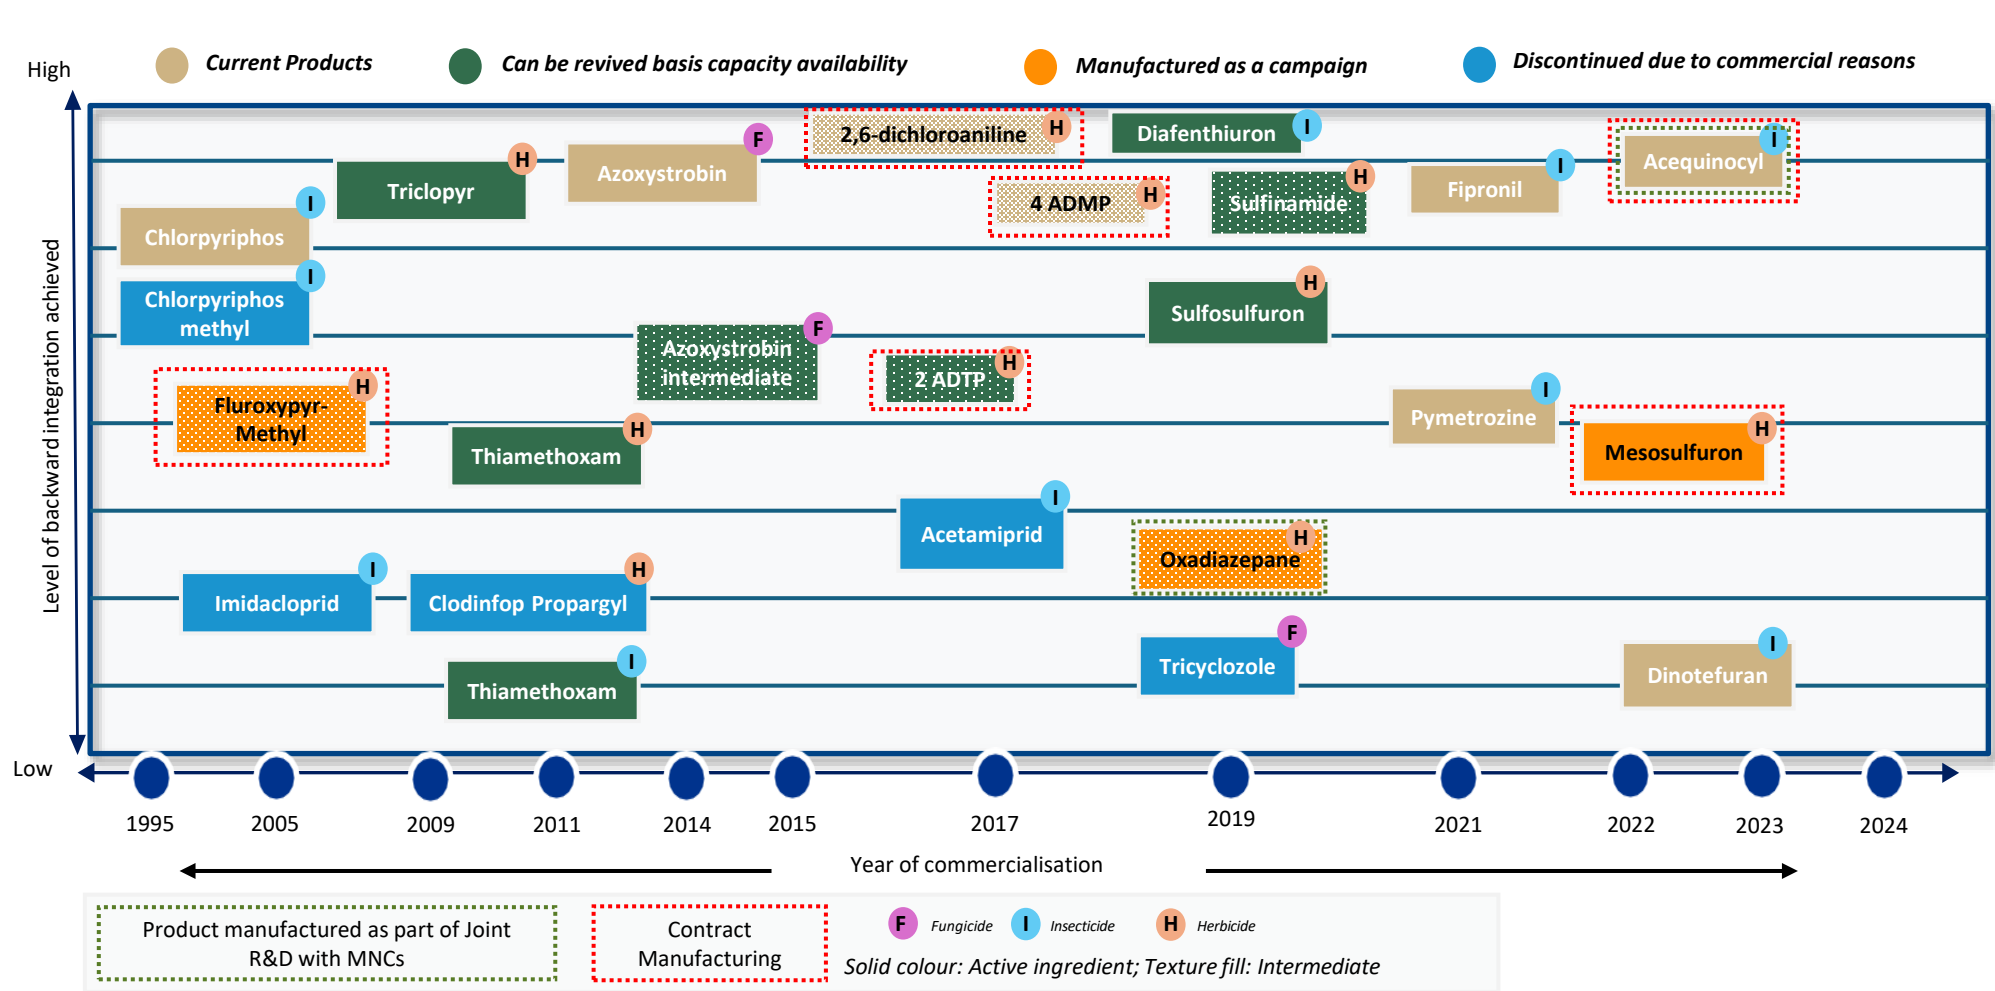 High
Current Products
Can be revived basis capacity availability
Manufactured as a campaign
Discontinued due to commercial reasons
Level of backward integration achieved
2,6-dichloroaniline
H
Diafenthiuron
I
F
Azoxystrobin
H
Triclopyr
I
Acequinocyl
I
Fipronil
H
4 ADMP
H
Sulfinamide
I
Chlorpyriphos
I
Chlorpyriphos
methyl
H
Sulfosulfuron
F
Azoxystrobin
intermediate
H
2 ADTP
H
Fluroxypyr-
Methyl
I
Pymetrozine
H
Thiamethoxam
H
Mesosulfuron
I
Acetamiprid
H
Oxadiazepane
I
Imidacloprid
H
Clodinfop Propargyl
F
Tricyclozole
I
Thiamethoxam
I
Dinotefuran
Low
1995
2005
2009
2011
2014
2015
2017
2019
2021
2022
2023
2024
Year of commercialisation
Product manufactured as part of Joint
R&D with MNCs
Contract
Manufacturing
F Fungicide
I Insecticide
H Herbicide
Solid colour: Active ingredient; Texture fill: Intermediate